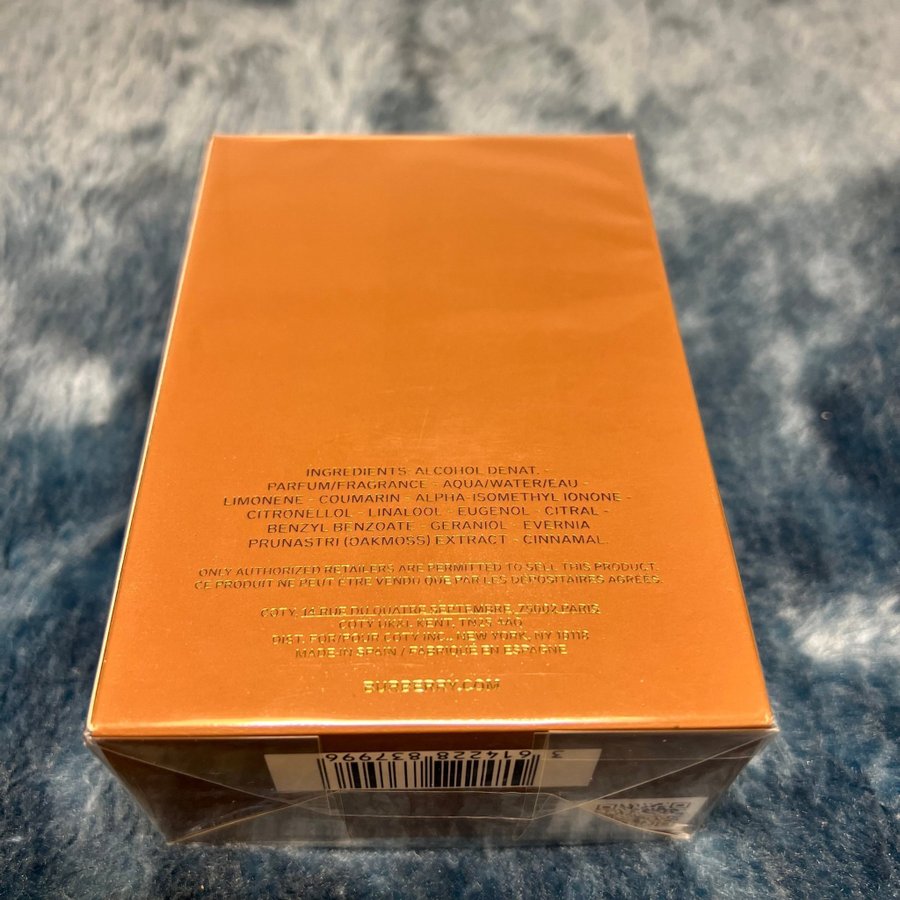 INGREDIENTS: ALCOHOL DENAT. -
PARFUM/FRAGRANCE - AQUA/WATER/EAU -
LIMONENE - COUMARIN - ALPHA-ISOMETHYL IONONE -
CITRONELLOL - LINALOOL - EUGENOL - CITRAL -
BENZYL BENZOATE - GERANIOL - EVERNIA
PRUNASTRI (OAKMOSS) EXTRACT - CINNAMAL.
ONLY AUTHORIZED RETAILERS ARE PERMITTED TO SELL THIS PRODUCT.
CE PRODUIT NE PEUT ÊTRE VENDU QUE PAR LES DÉPOSITAIRES AGRÉÉS.
COTY, 14 RUE DU QUATRE SEPTEMBRE, 75002 PARIS
COTY UK&I, KENT, TN25 4AQ
DIST. FOR/POUR COTY INC., NEW YORK, NY 10118
MADE IN SPAIN / FABRIQUÉ EN ESPAGNE
BURBERRY.COM
3 614228 837996